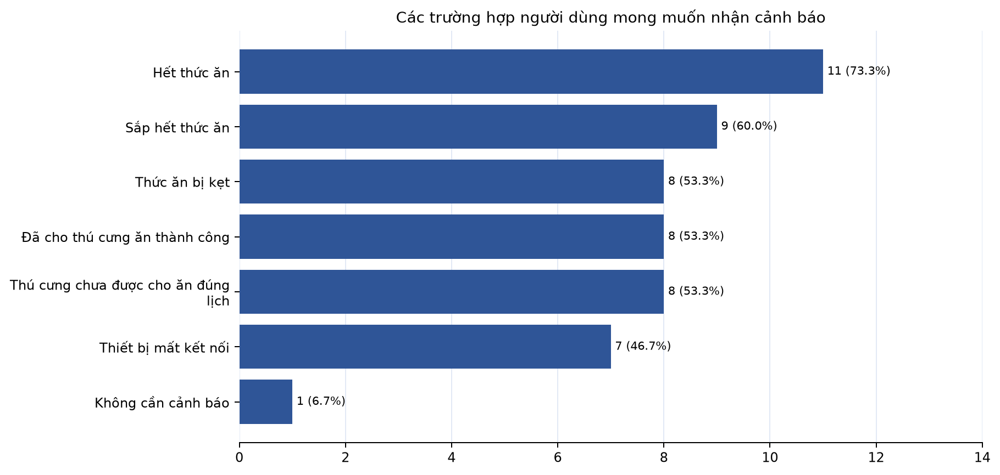 Các trường hợp người dùng mong muốn nhận cảnh báo
Hết thức ăn
11 (73.3%)
Sắp hết thức ăn
9 (60.0%)
Thức ăn bị kẹt
8 (53.3%)
Đã cho thú cưng ăn thành công
8 (53.3%)
Thú cưng chưa được cho ăn đúng
lịch
8 (53.3%)
Thiết bị mất kết nối
7 (46.7%)
Không cần cảnh báo
1 (6.7%)
0 2 4 6 8 10 12 14